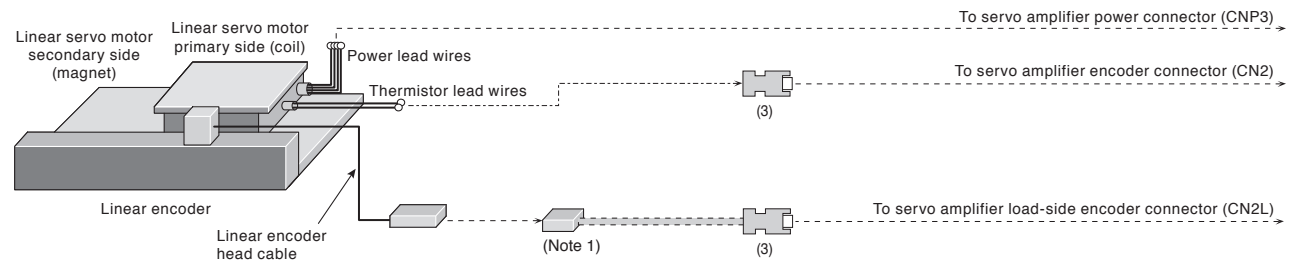 To servo amplifier power connector (CNP3)
Linear servo motor
secondary side
(magnet)
Linear servo motor
primary side (coil)
Power lead wires
To servo amplifier encoder connector (CN2)
Thermistor lead wires
(3)
Linear encoder
Linear encoder
head cable
(Note 1)
(3)
To servo amplifier load-side encoder connector (CN2L)